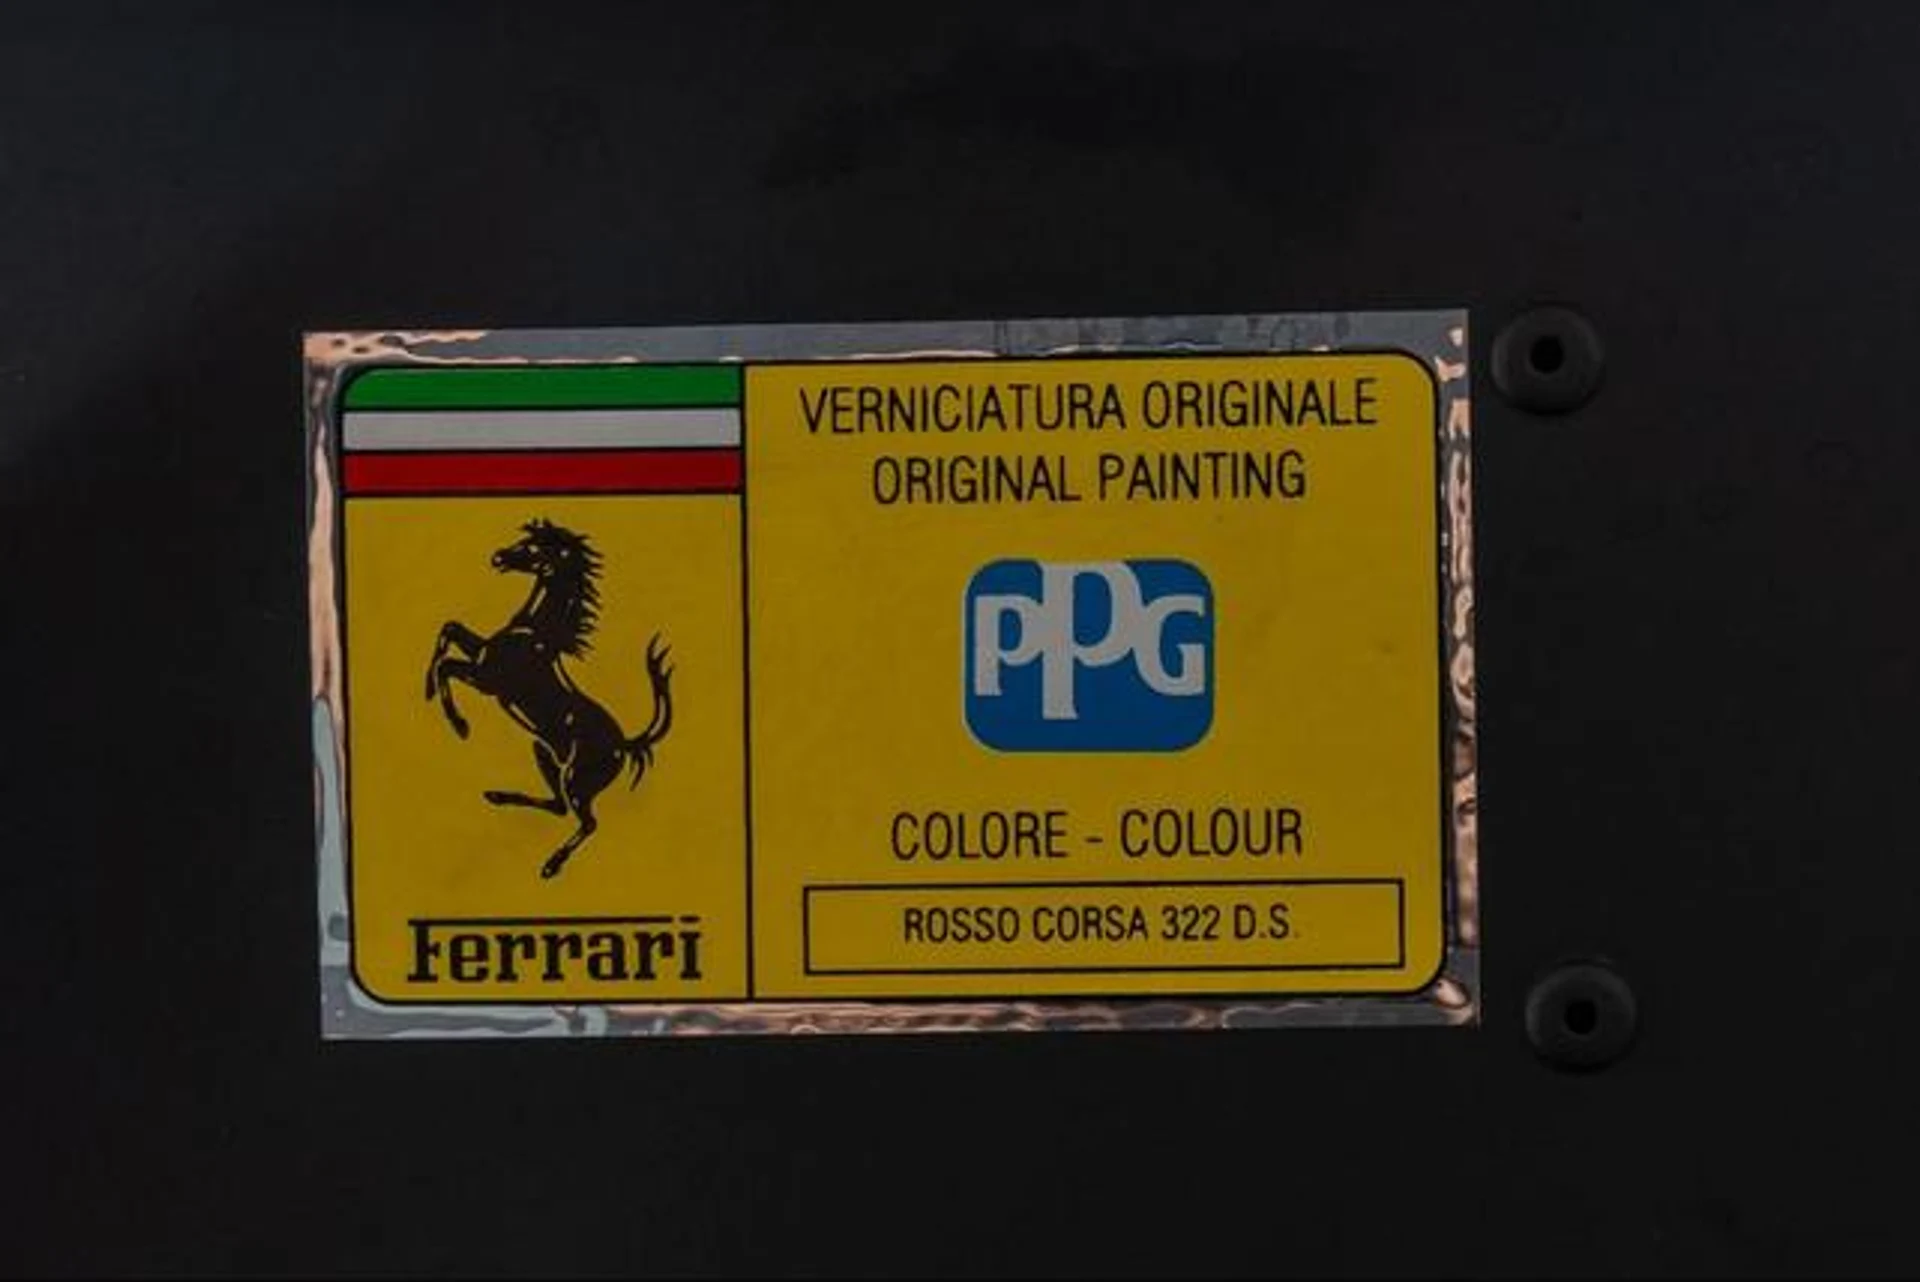 VERNICIATURA ORIGINALE
ORIGINAL PAINTING
PPG
COLORE - COLOUR
ROSSO CORSA 322 D.S.
Ferrari